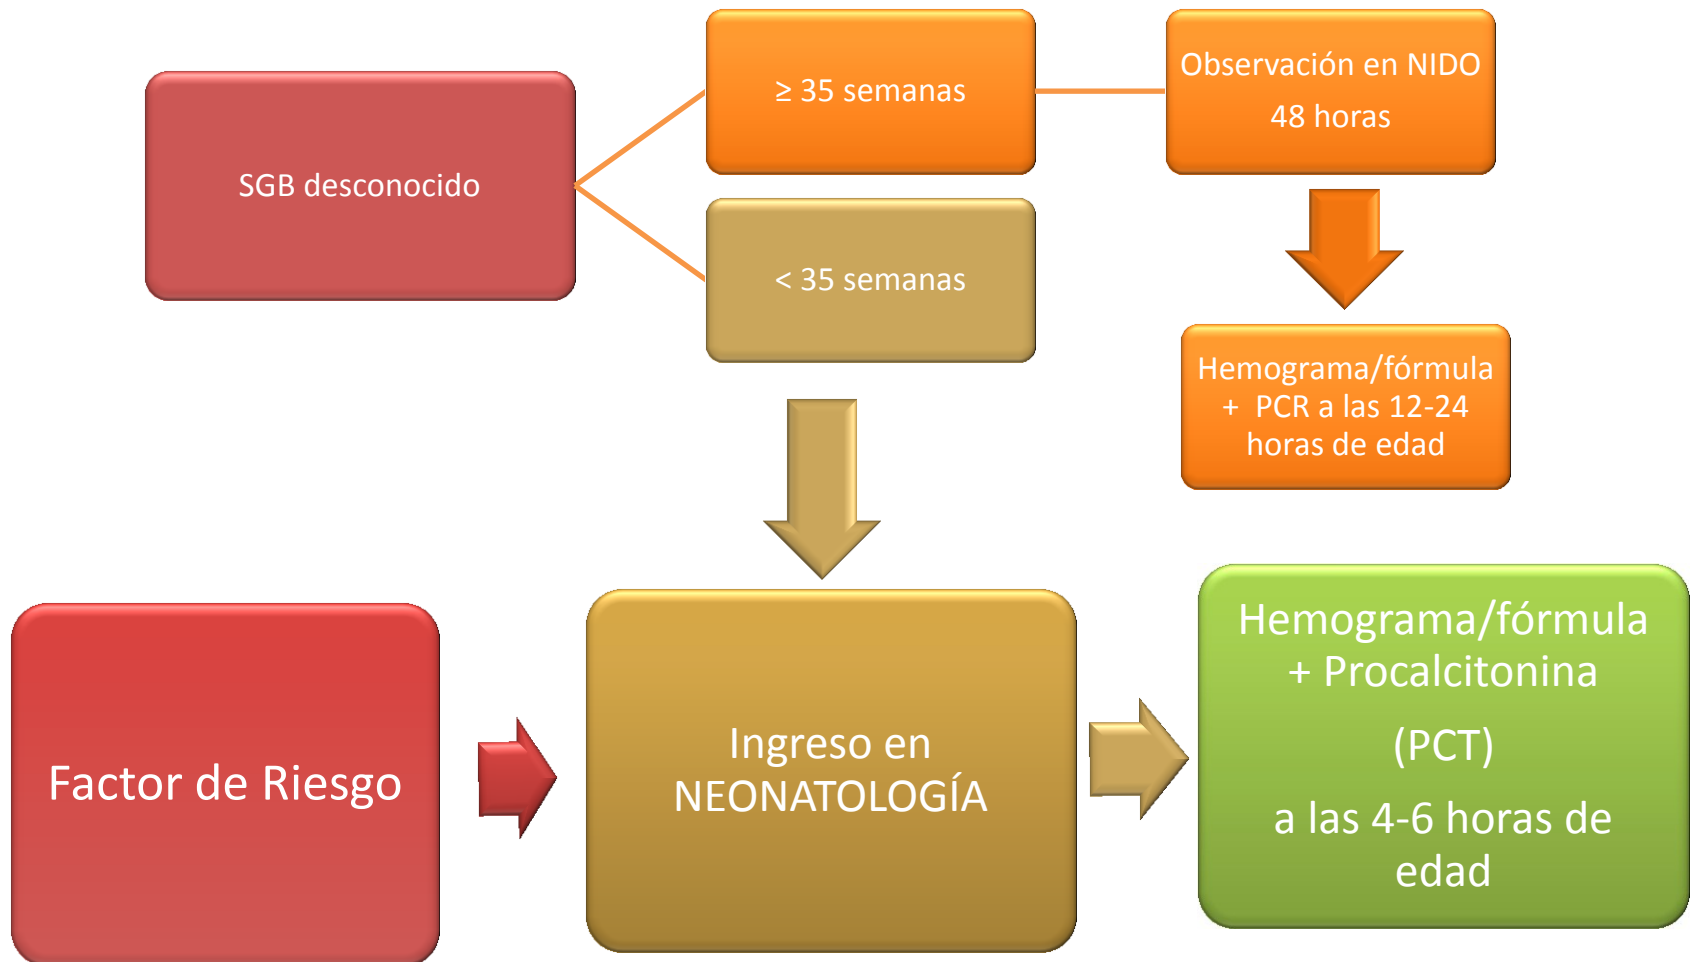 SGB desconocido
≥ 35 semanas
Observación en NIDO
48 horas
< 35 semanas
Hemograma/fórmula
+ PCR a las 12-24
horas de edad
Factor de Riesgo
Ingreso en
NEONATOLOGÍA
Hemograma/fórmula
+ Procalcitonina
(PCT)
a las 4-6 horas de
edad